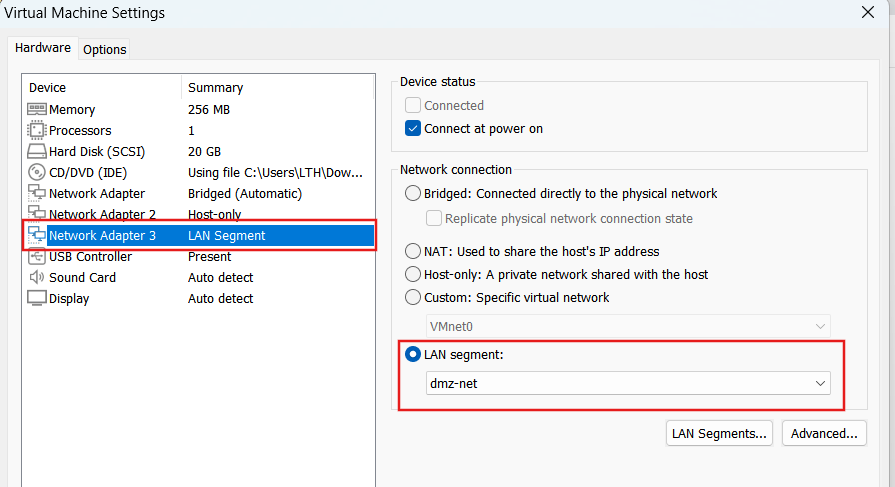 Virtual Machine Settings
Hardware Options
Device Summary
Memory 256 MB
Processors 1
Hard Disk (SCSI) 20 GB
CD/DVD (IDE) Using file C:\Users\LTH\Dow...
Network Adapter Bridged (Automatic)
Network Adapter 2 Host-only
Network Adapter 3 LAN Segment
USB Controller Present
Sound Card Auto detect
Display Auto detect
Device status
Connected
Connect at power on
Network connection
Bridged: Connected directly to the physical network
Replicate physical network connection state
NAT: Used to share the host's IP address
Host-only: A private network shared with the host
Custom: Specific virtual network
VMnet0
LAN segment:
dmz-net
LAN Segments... Advanced...